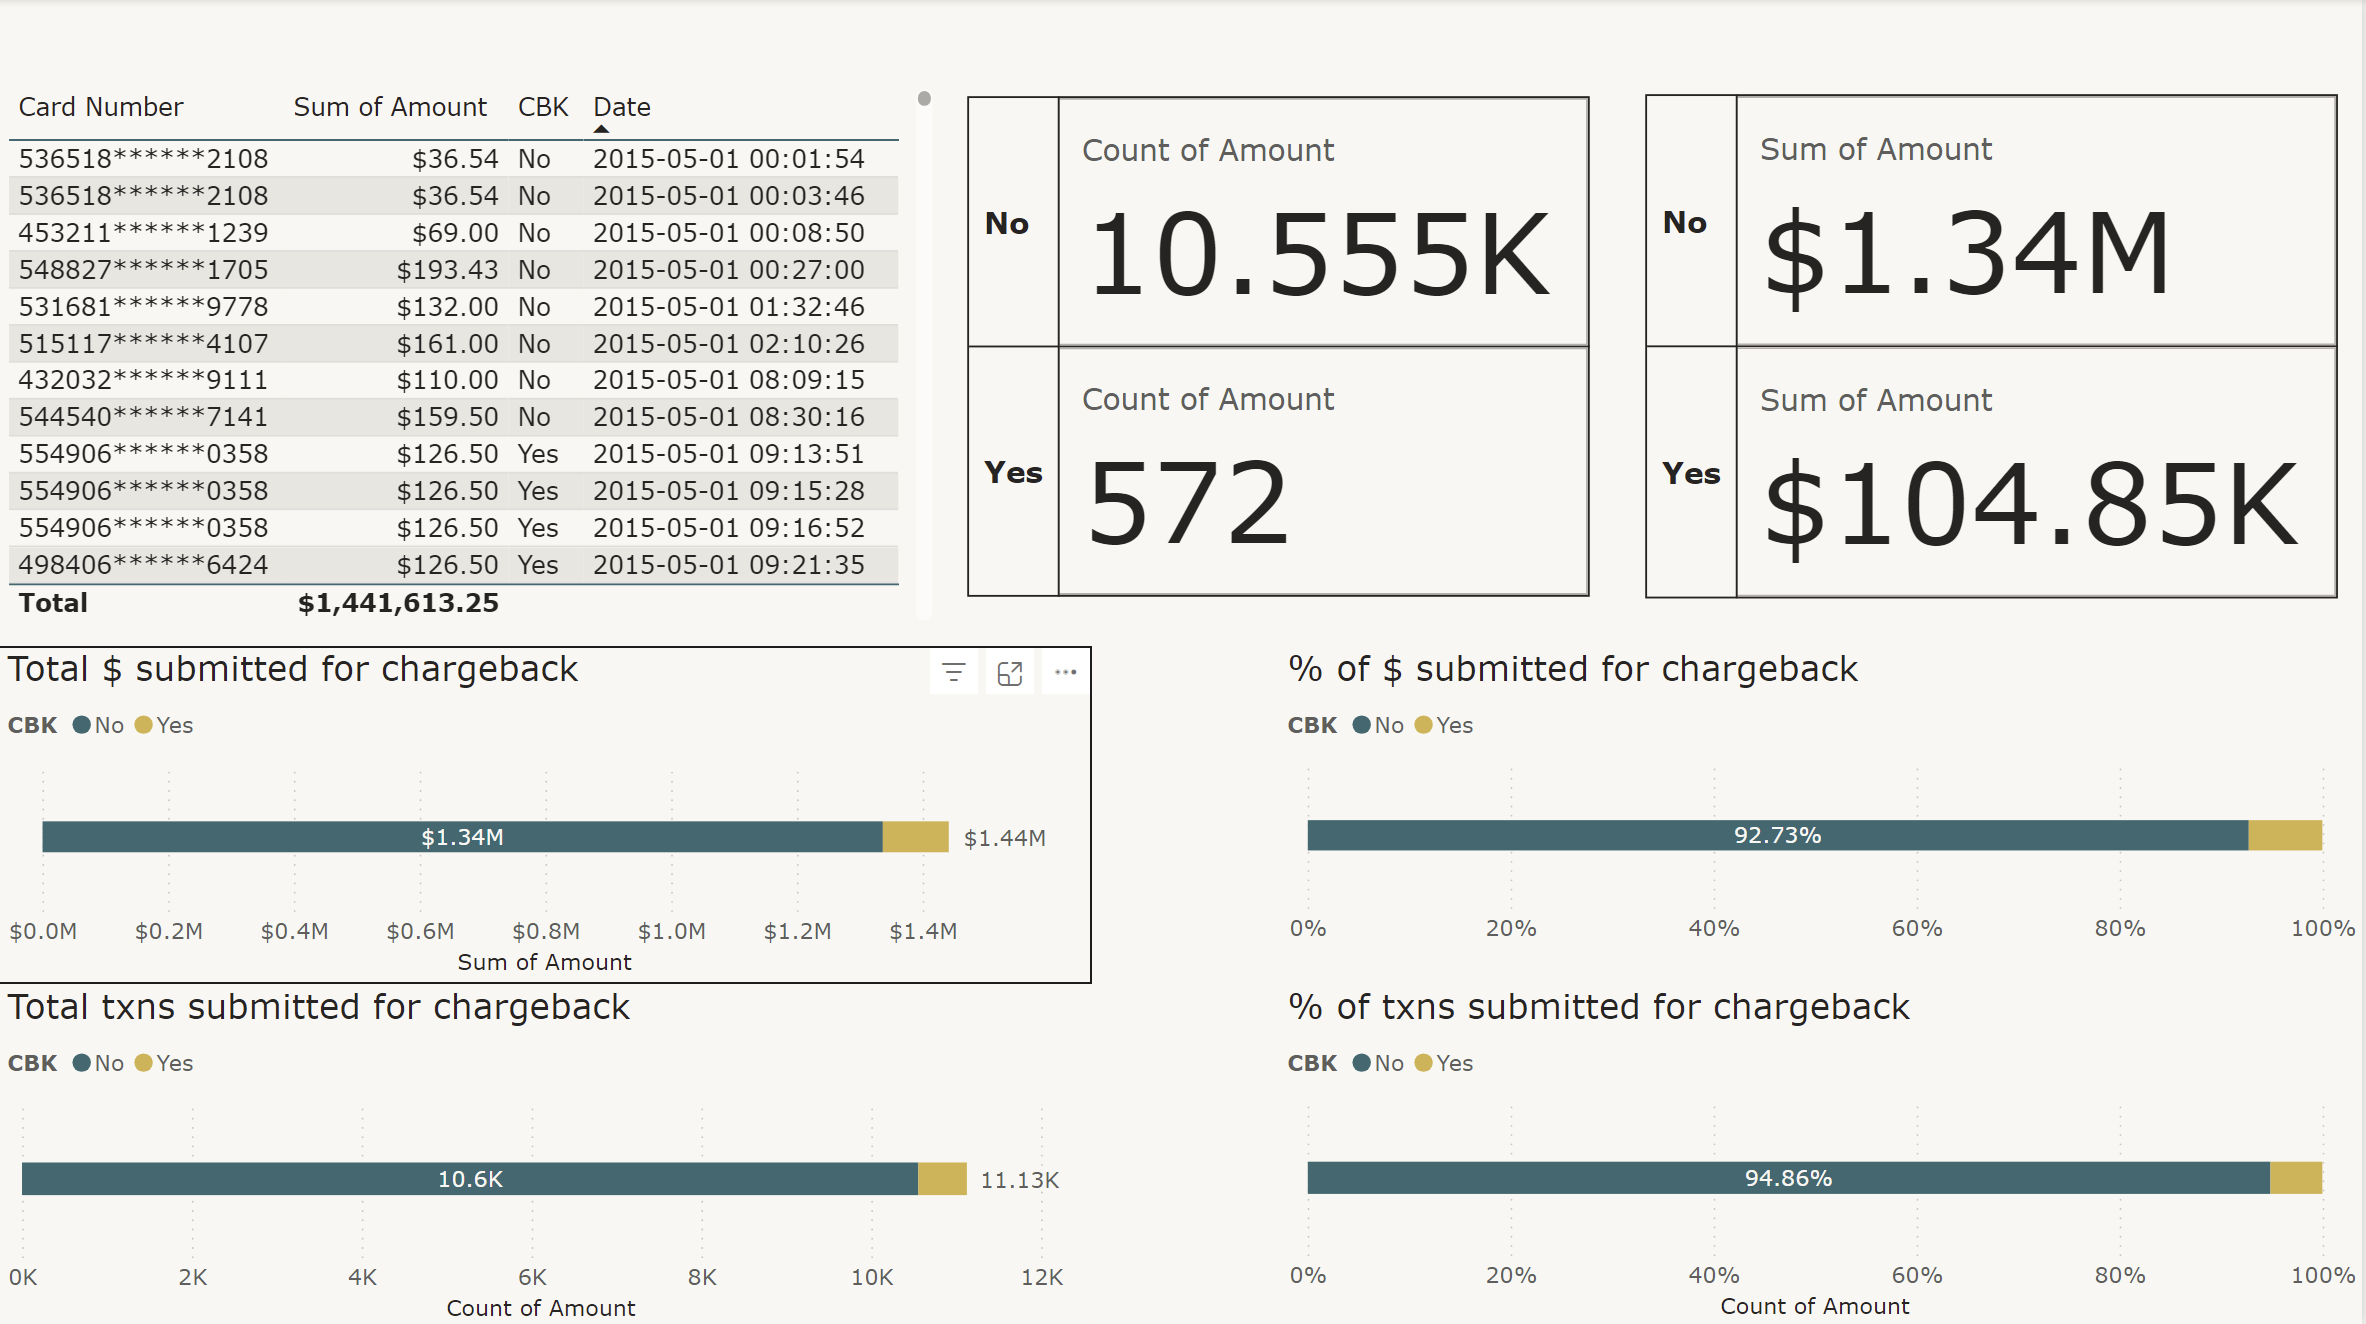 Card Number Sum of Amount CBK Date
536518******2108 $36.54 No 2015-05-01 00:01:54
536518******2108 $36.54 No 2015-05-01 00:03:46
453211******1239 $69.00 No 2015-05-01 00:08:50
548827******1705 $193.43 No 2015-05-01 00:27:00
531681******9778 $132.00 No 2015-05-01 01:32:46
515117******4107 $161.00 No 2015-05-01 02:10:26
432032******9111 $110.00 No 2015-05-01 08:09:15
544540******7141 $159.50 No 2015-05-01 08:30:16
554906******0358 $126.50 Yes 2015-05-01 09:13:51
554906******0358 $126.50 Yes 2015-05-01 09:15:28
554906******0358 $126.50 Yes 2015-05-01 09:16:52
498406******6424 $126.50 Yes 2015-05-01 09:21:35
Total $1,441,613.25
No
Count of Amount
10.555K
Yes
Count of Amount
572
No
Sum of Amount
$1.34M
Yes
Sum of Amount
$104.85K
Total $ submitted for chargeback
CBK No Yes
$1.34M $1.44M
$0.0M $0.2M $0.4M $0.6M $0.8M $1.0M $1.2M $1.4M
Sum of Amount
% of $ submitted for chargeback
CBK No Yes
92.73%
0% 20% 40% 60% 80% 100%
Total txns submitted for chargeback
CBK No Yes
10.6K 11.13K
0K 2K 4K 6K 8K 10K 12K
Count of Amount
% of txns submitted for chargeback
CBK No Yes
94.86%
0% 20% 40% 60% 80% 100%
Count of Amount